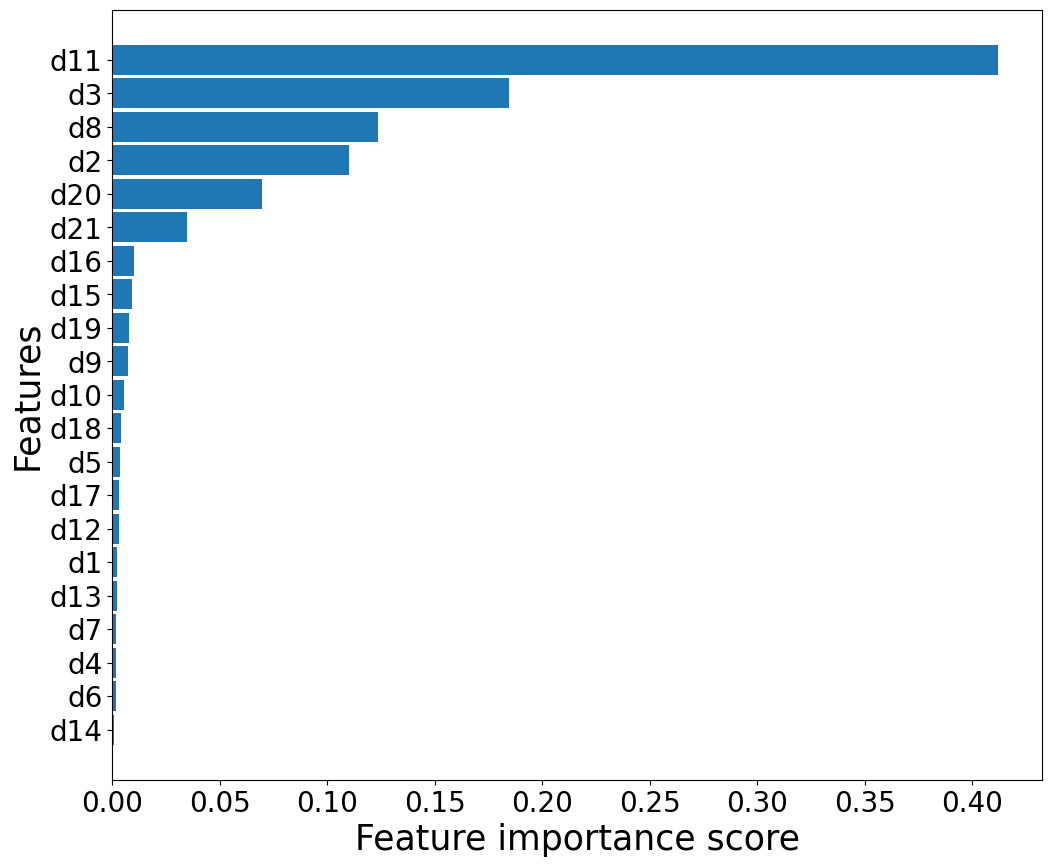 d11
d3
d8
d2
d20
d21
d16
d15
d19
d9
d10
d18
d5
d17
d12
d1
d13
d7
d4
d6
d14
Features
0.00 0.05 0.10 0.15 0.20 0.25 0.30 0.35 0.40
Feature importance score